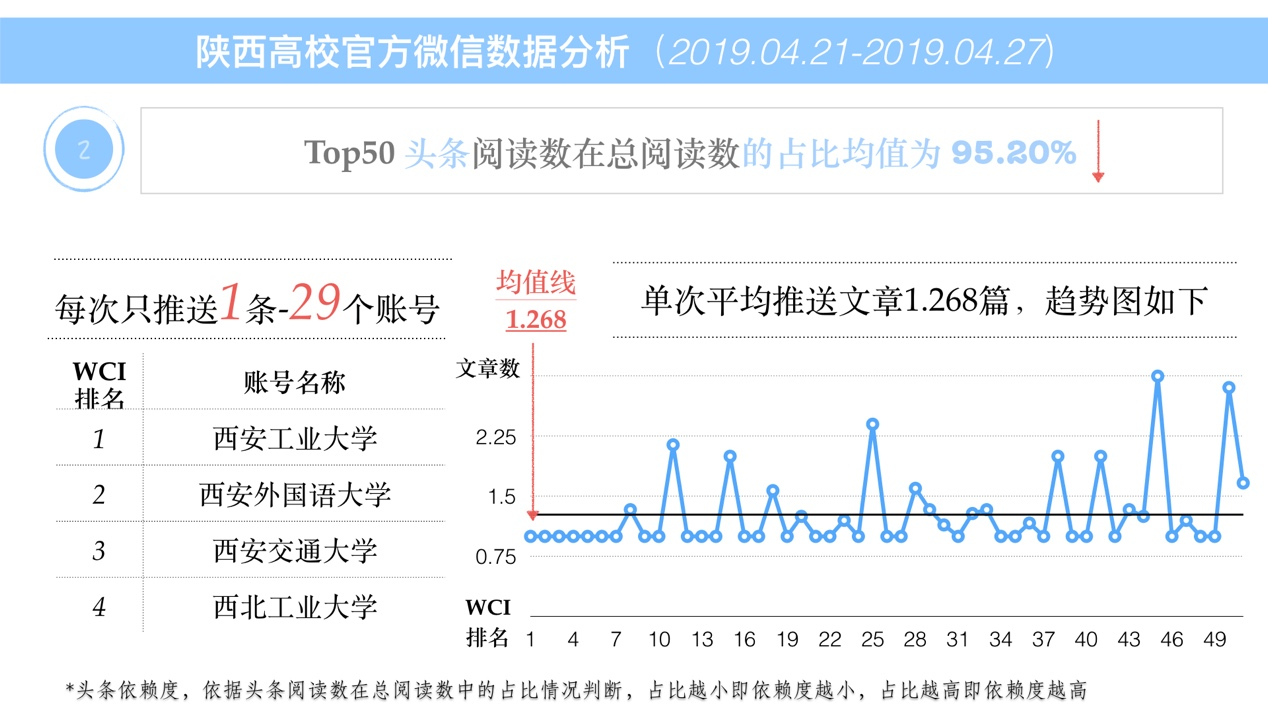 陕西高校官方微信数据分析（2019.04.21-2019.04.27)
2
Top50 头条阅读数在总阅读数的占比均值为 95.20%
每次只推送1条-29个账号
WCI
排名
账号名称
1 西安工业大学
2 西安外国语大学
3 西安交通大学
4 西北工业大学
均值线
1.268
单次平均推送文章1.268篇，趋势图如下
文章数
2.25
1.5
0.75
WCI
排名 1 4 7 10 13 16 19 22 25 28 31 34 37 40 43 46 49
*头条依赖度，依据头条阅读数在总阅读数中的占比情况判断，占比越小即依赖度越小，占比越高即依赖度越高